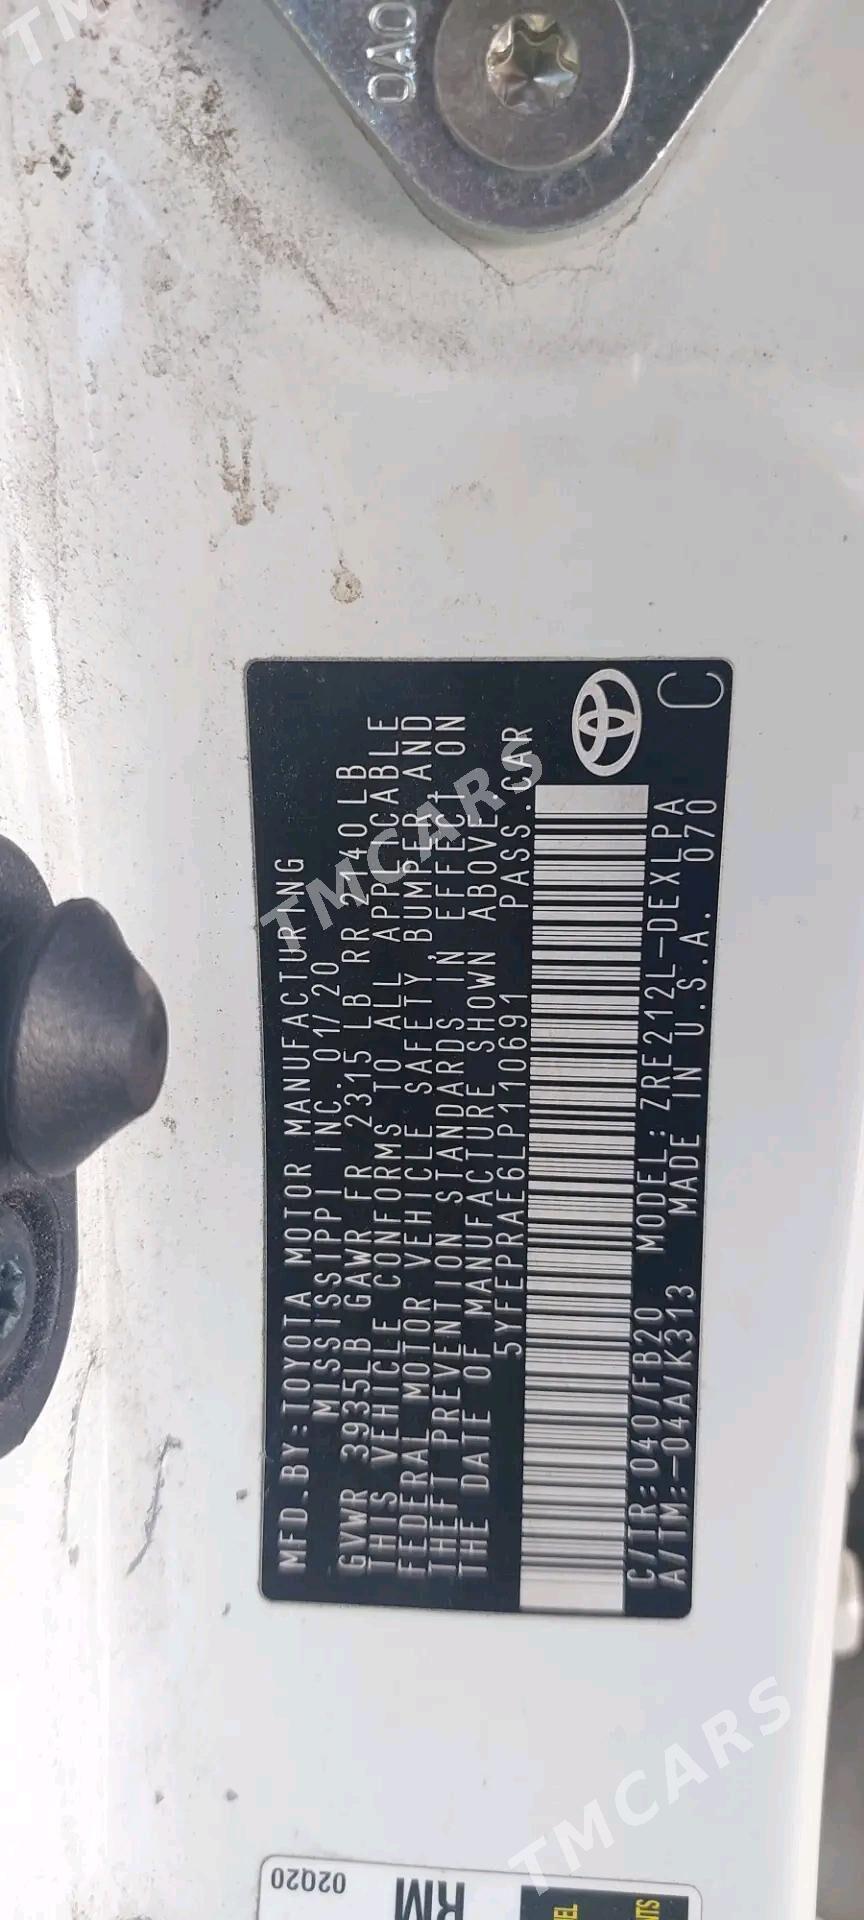 OVO
MFD.BY:TOYOTA MOTOR MANUFACTURING
MISSISSIPPI INC. 01/20
GVWR 3935LB GAWR FR 2315 LB RR 2140LB
THIS VEHICLE CONFORMS TO ALL APPLICABLE
FEDERAL MOTOR VEHICLE SAFETY, BUMPER, AND
THEFT PREVENTION STANDARDS IN EFFECT ON
THE DATE OF MANUFACTURE SHOWN ABOVE.
5YFEPRAE6LP110691 PASS.CAR
C/TR:040/FB20 MODEL:ZRE212L-DEXLPA
A/TM:-04A/K313 MADE IN U.S.A. 070
C
02Q20
RM
TMCARS
TMCARS